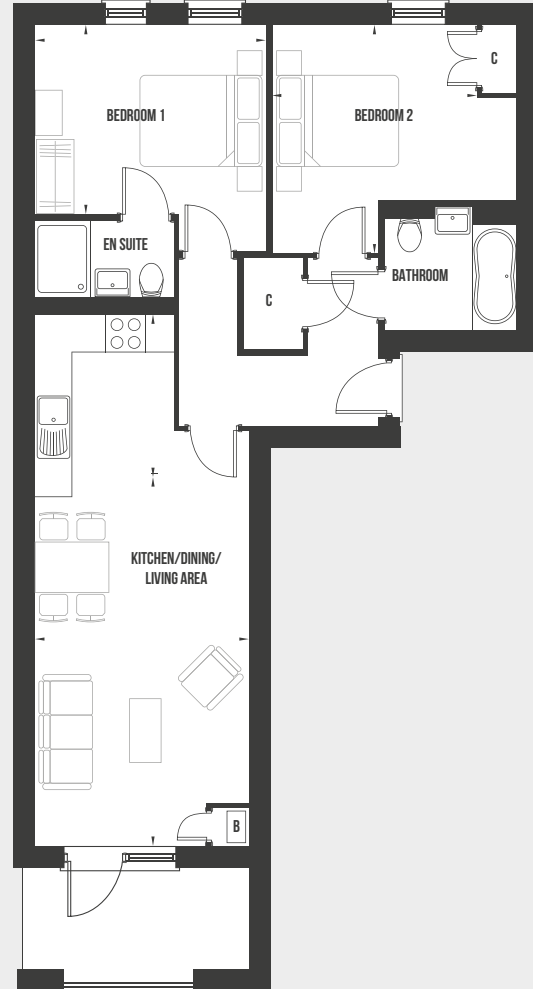 C
BEDROOM 1
BEDROOM 2
EN SUITE
BATHROOM
C
KITCHEN/DINING/
LIVING AREA
B